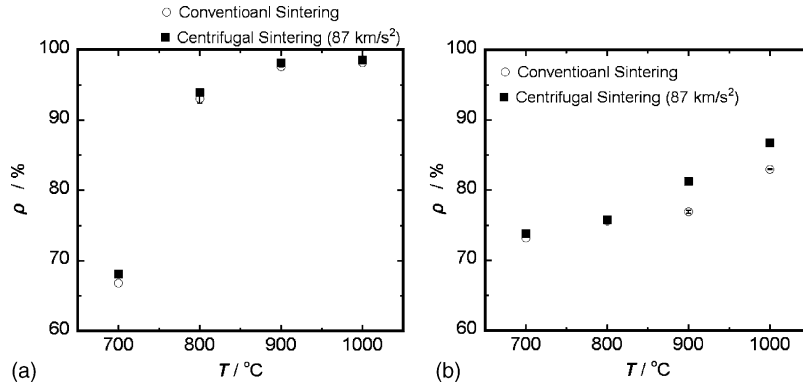 Conventioanl Sintering
Centrifugal Sintering (87 km/s²)
100
90
80
70
60
ρ / %
700 800 900 1000
T / °C
(a)
100
90
80
70
60
ρ / %
Conventioanl Sintering
Centrifugal Sintering (87 km/s²)
700 800 900 1000
T / °C
(b)